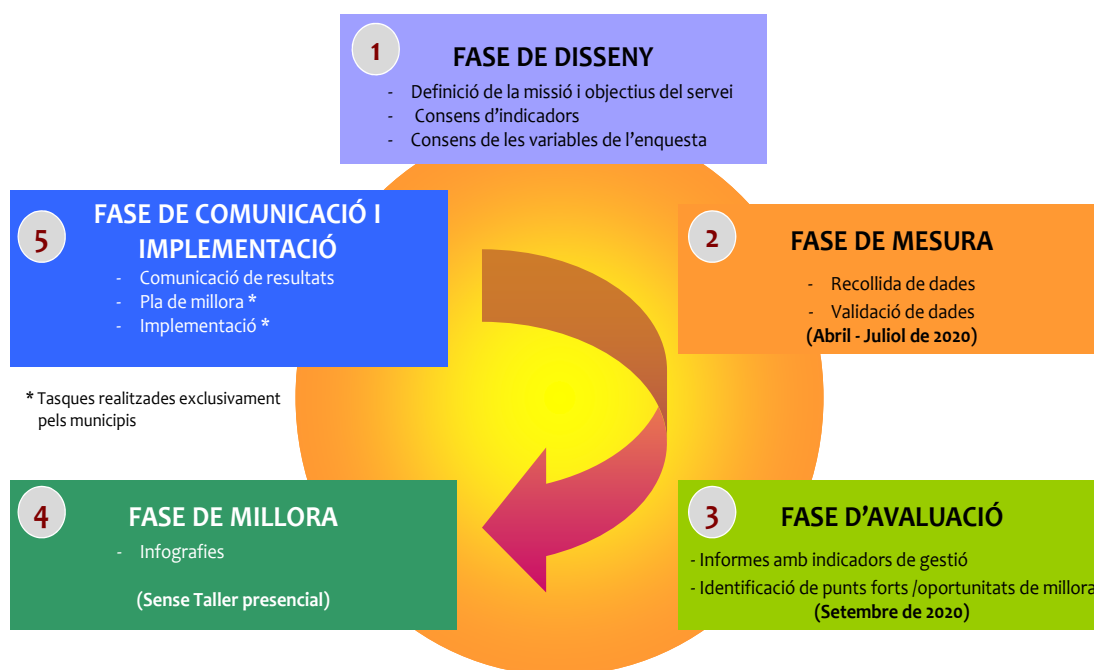 1
FASE DE DISSENY
- Definició de la missió i objectius del servei
- Consens d'indicadors
- Consens de les variables de l'enquesta
2
FASE DE MESURA
- Recollida de dades
- Validació de dades
(Abril - Juliol de 2020)
3
FASE D'AVALUACIÓ
- Informes amb indicadors de gestió
- Identificació de punts forts /oportunitats de millora
(Setembre de 2020)
4
FASE DE MILLORA
- Infografies
(Sense Taller presencial)
5
FASE DE COMUNICACIÓ I
IMPLEMENTACIÓ
- Comunicació de resultats
- Pla de millora *
- Implementació *
* Tasques realitzades exclusivament
pels municipis